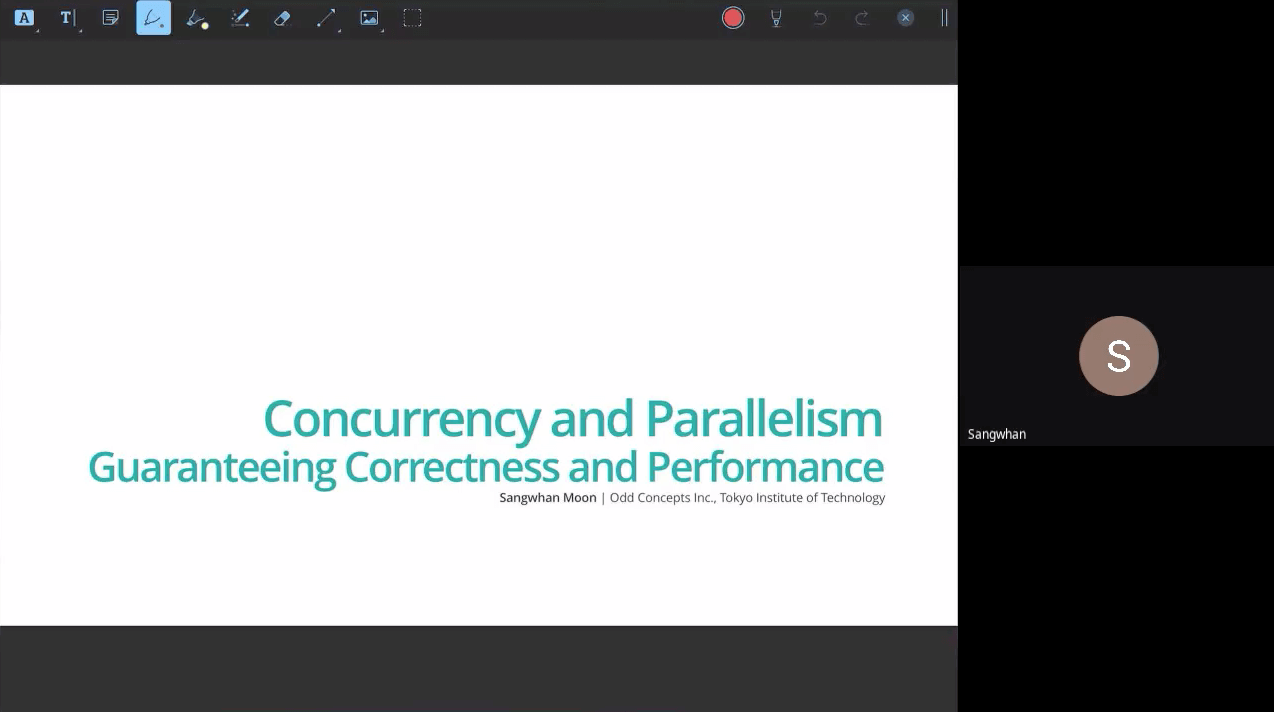 A
T
Concurrency and Parallelism
Guaranteeing Correctness and Performance
Sangwhan Moon | Odd Concepts Inc., Tokyo Institute of Technology
S
Sangwhan